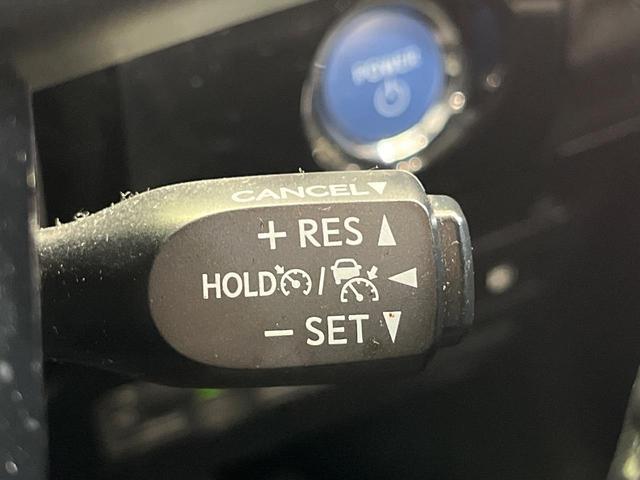 POWER
CANCEL▼
+ RES ▲
HOLD / ◀
− SET ▼